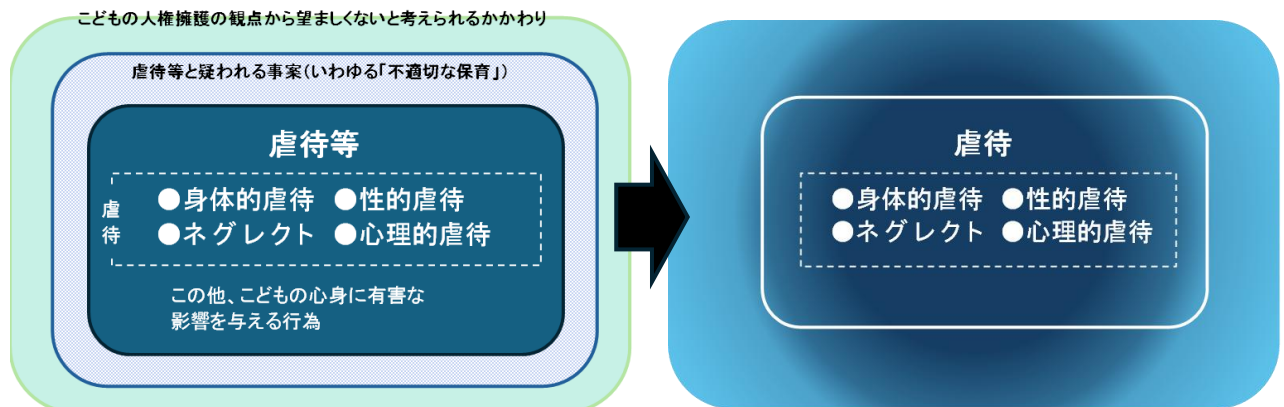 こどもの人権擁護の観点から望ましくないと考えられるかかわり
虐待等と疑われる事案(いわゆる「不適切な保育」)
虐待等
虐待
●身体的虐待 ●性的虐待
●ネグレクト ●心理的虐待
この他、こどもの心身に有害な
影響を与える行為
虐待
●身体的虐待 ●性的虐待
●ネグレクト ●心理的虐待